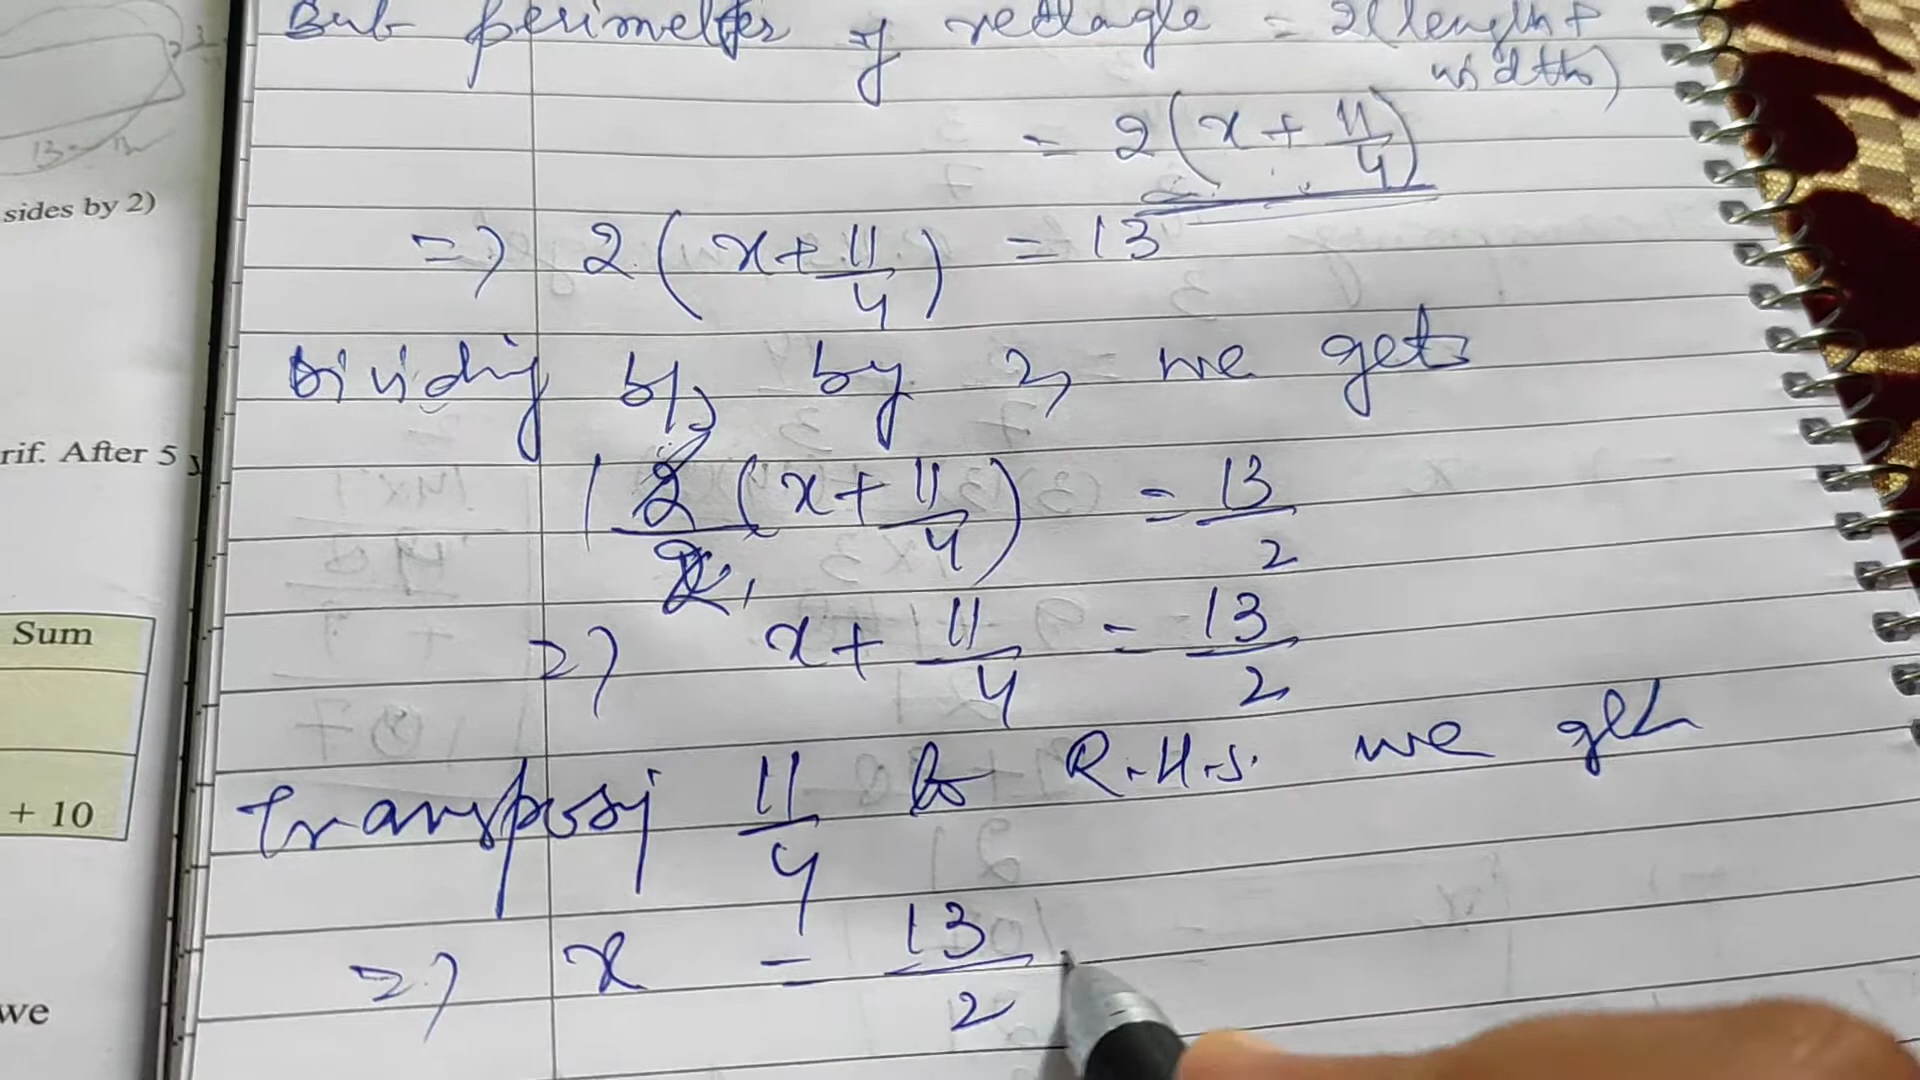 But perimeter of rectangle = 2(length +
width)
= 2(x + 11/4)
sides by 2)
=> 2(x + 11/4) = 13
Dividing b/s by 2, we get
rif. After 5
2/2 (x + 11/4) = 13/2
Sum
=> x + 11/4 = 13/2
+ 10
transposing 11/4 to R.H.S. we get
=> x = 13/2
we